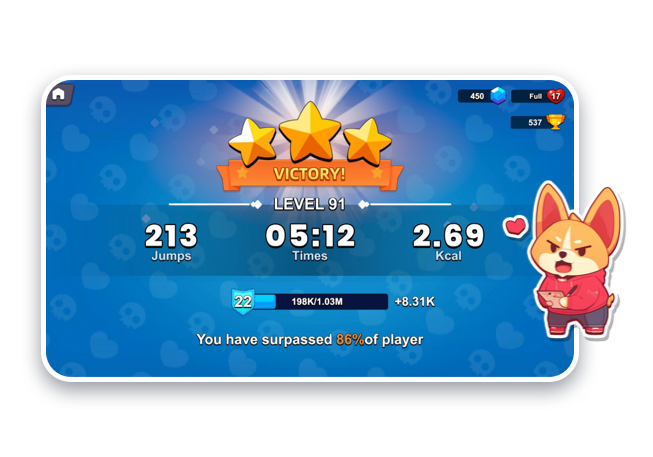 450
Full 17
537
VICTORY!
LEVEL 91
213 05:12 2.69
Jumps Times Kcal
22 198K/1.03M +8.31K
You have surpassed 86%of player